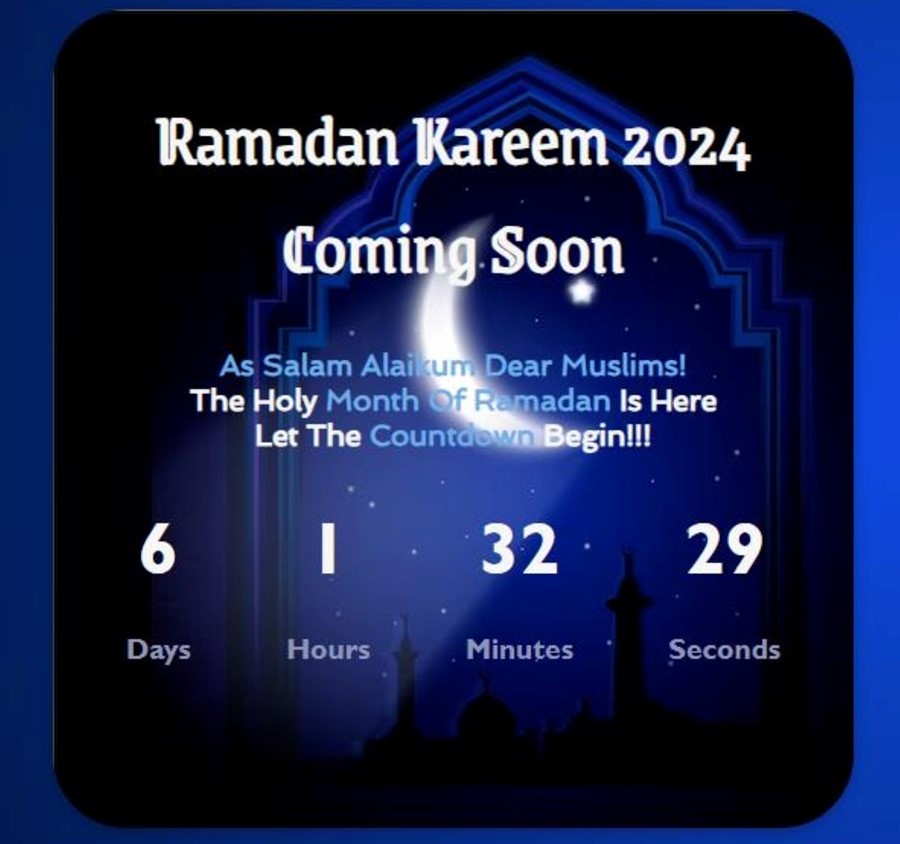 Ramadan Kareem 2024
Coming Soon
As Salam Alaikum Dear Muslims!
The Holy Month Of Ramadan Is Here
Let The Countdown Begin!!!
6 1 32 29
Days Hours Minutes Seconds